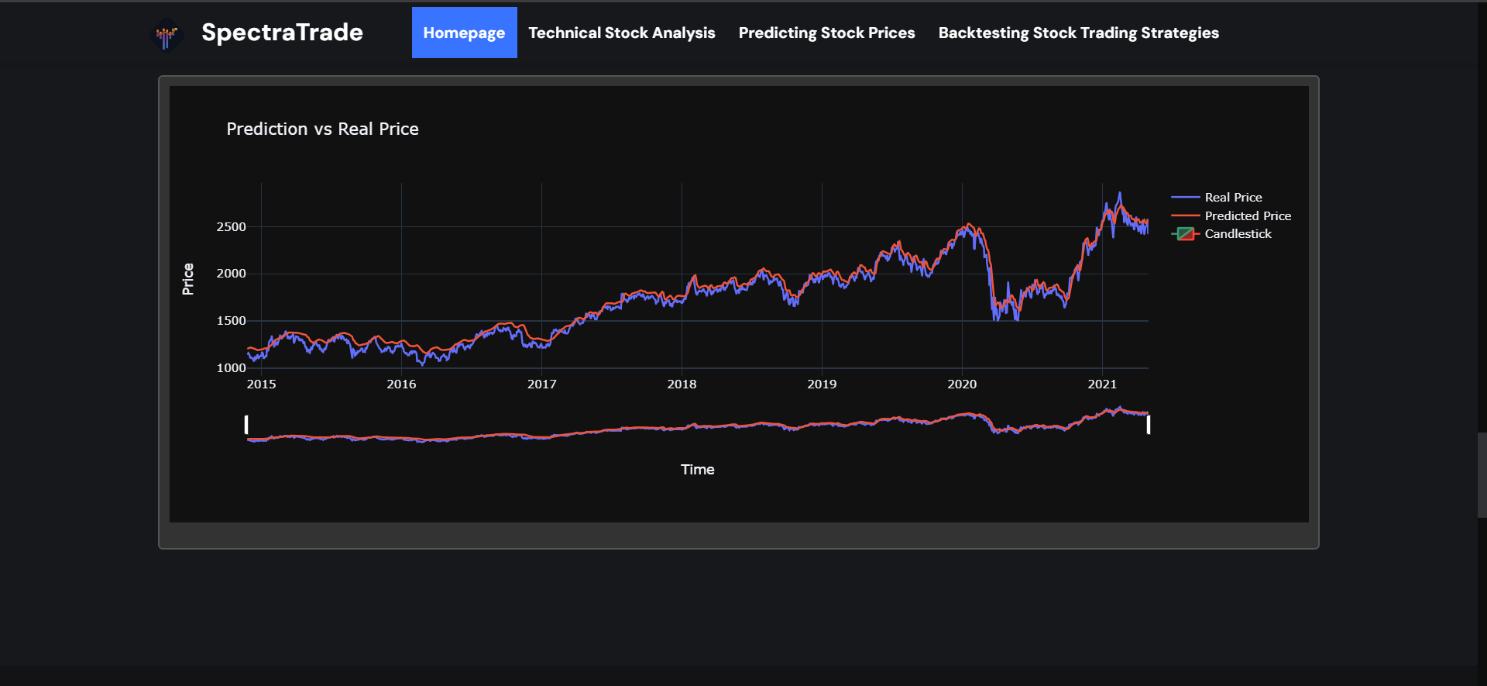 SpectraTrade Homepage Technical Stock Analysis Predicting Stock Prices Backtesting Stock Trading Strategies
Prediction vs Real Price
Real Price
Predicted Price
Candlestick
2500
2000
1500
1000
Price
2015 2016 2017 2018 2019 2020 2021
Time